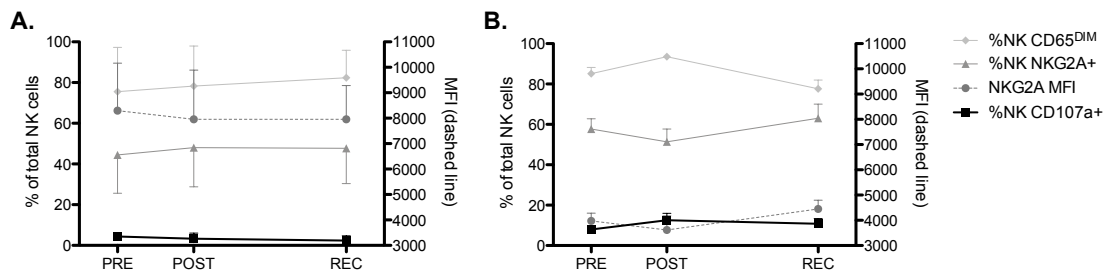 A.
% of total NK cells
100
80
60
40
20
0
PRE POST REC
11000
10000
9000
8000
7000
6000
5000
4000
3000
MFI (dashed line)
B.
% of total NK cells
100
80
60
40
20
0
PRE POST REC
11000
10000
9000
8000
7000
6000
5000
4000
3000
MFI (dashed line)
%NK CD65DIM
%NK NKG2A+
NKG2A MFI
%NK CD107a+